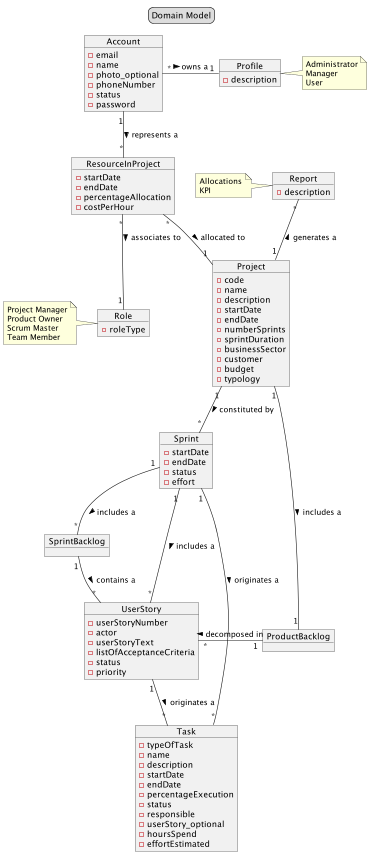 Domain Model
Account
email
name
photo_optional
phoneNumber
status
password
* owns a 1
Profile
description
Administrator
Manager
User
1
represents a
*
ResourceInProject
startDate
endDate
percentageAllocation
costPerHour
Allocations
KPI
Report
description
*
associates to
1
*
allocated to
1
*
generates a
1
Project Manager
Product Owner
Scrum Master
Team Member
Role
roleType
Project
code
name
description
startDate
endDate
numberSprints
sprintDuration
businessSector
customer
budget
typology
1
constituted by
*
1
includes a
1
Sprint
startDate
endDate
status
effort
1
includes a
*
1
includes a
*
1
originates a
*
SprintBacklog
1
contains a
*
UserStory
userStoryNumber
actor
userStoryText
listOfAcceptanceCriteria
status
priority
decomposed in
*
1
ProductBacklog
1
originates a
*
Task
typeOfTask
name
description
startDate
endDate
percentageExecution
status
responsible
userStory_optional
hoursSpend
effortEstimated